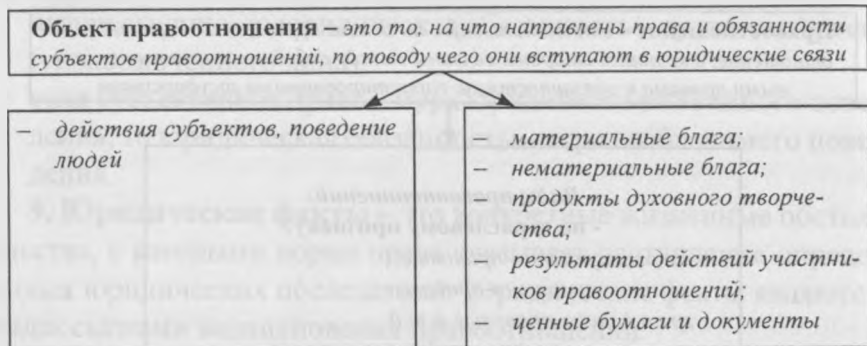 Объект правоотношения – это то, на что направлены права и обязанности
субъектов правоотношений, по поводу чего они вступают в юридические связи
– действия субъектов, поведение
людей
– материальные блага;
– нематериальные блага;
– продукты духовного творче-
ства;
– результаты действий участни-
ков правоотношений;
– ценные бумаги и документы